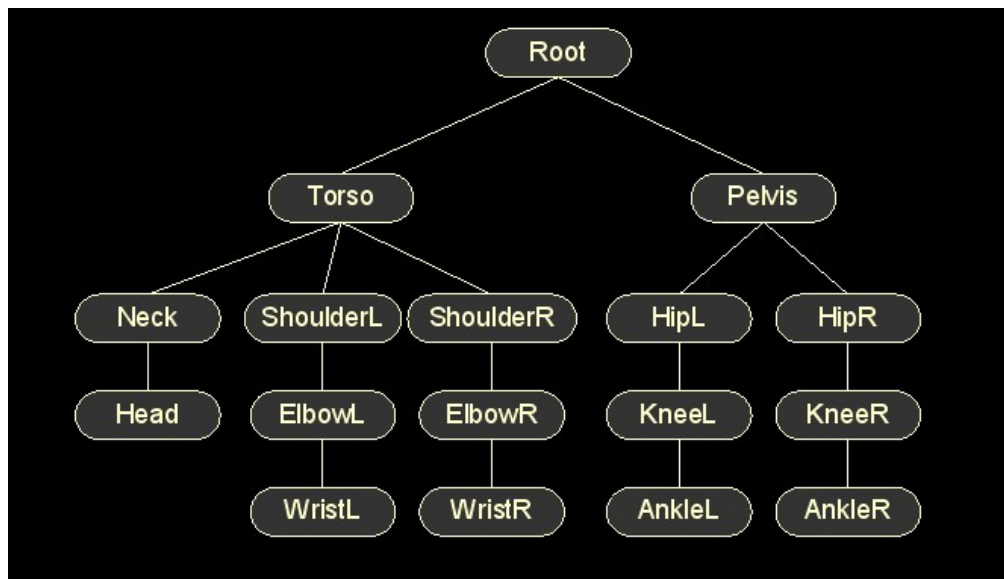 Root
Torso Pelvis
Neck ShoulderL ShoulderR HipL HipR
Head ElbowL ElbowR KneeL KneeR
WristL WristR AnkleL AnkleR